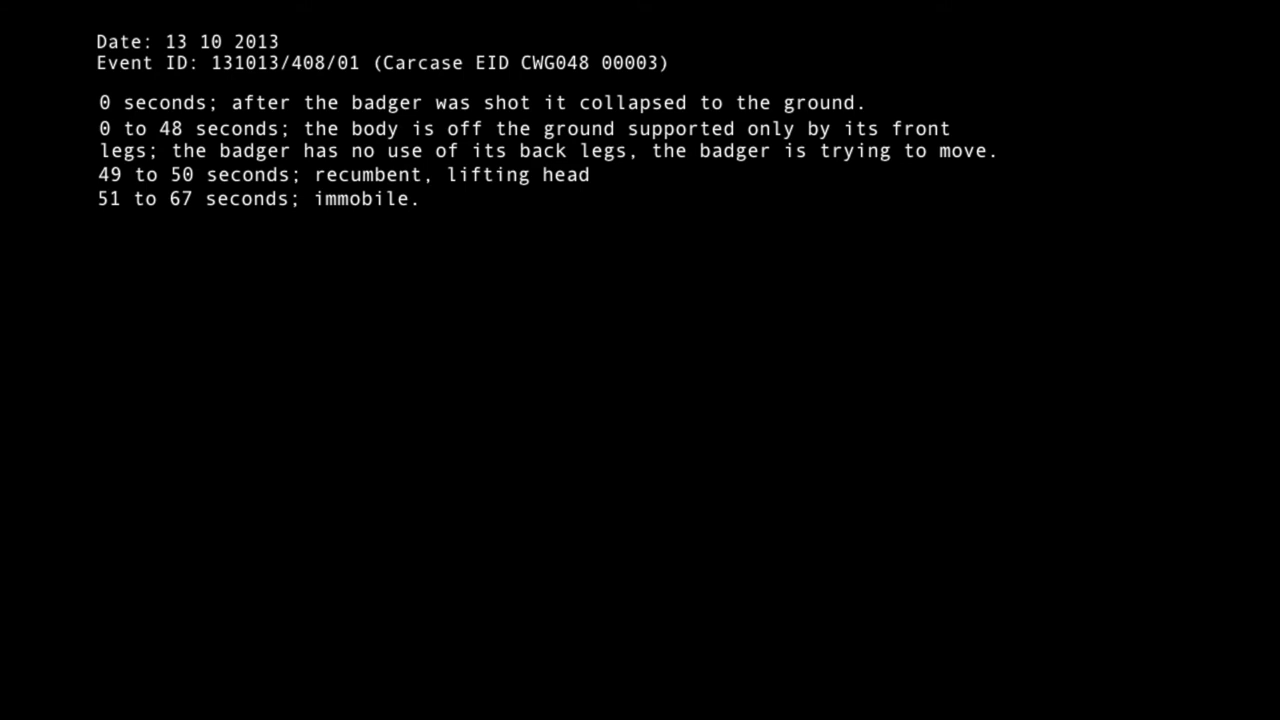 Date: 13 10 2013
Event ID: 131013/408/01 (Carcase EID CWG048 00003)
0 seconds; after the badger was shot it collapsed to the ground.
0 to 48 seconds; the body is off the ground supported only by its front
legs; the badger has no use of its back legs, the badger is trying to move.
49 to 50 seconds; recumbent, lifting head
51 to 67 seconds; immobile.